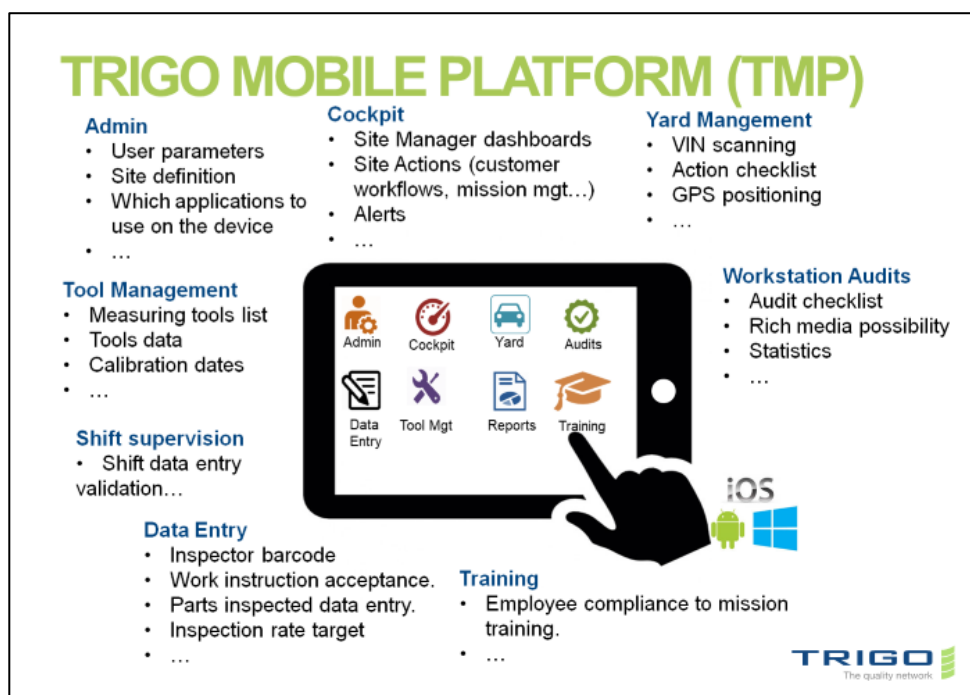 TRIGO MOBILE PLATFORM (TMP)
Admin
• User parameters
• Site definition
• Which applications to
use on the device
• …
Cockpit
• Site Manager dashboards
• Site Actions (customer
workflows, mission mgt…)
• Alerts
• …
Yard Mangement
• VIN scanning
• Action checklist
• GPS positioning
• …
Tool Management
• Measuring tools list
• Tools data
• Calibration dates
• …
Workstation Audits
• Audit checklist
• Rich media possibility
• Statistics
• …
Admin
Cockpit
Yard
Audits
Data
Entry
Tool Mgt
Reports
Training
Shift supervision
• Shift data entry
validation…
iOS
Data Entry
• Inspector barcode
• Work instruction acceptance.
• Parts inspected data entry.
• Inspection rate target
• …
Training
• Employee compliance to mission
training.
• …
TRIGO
The quality network